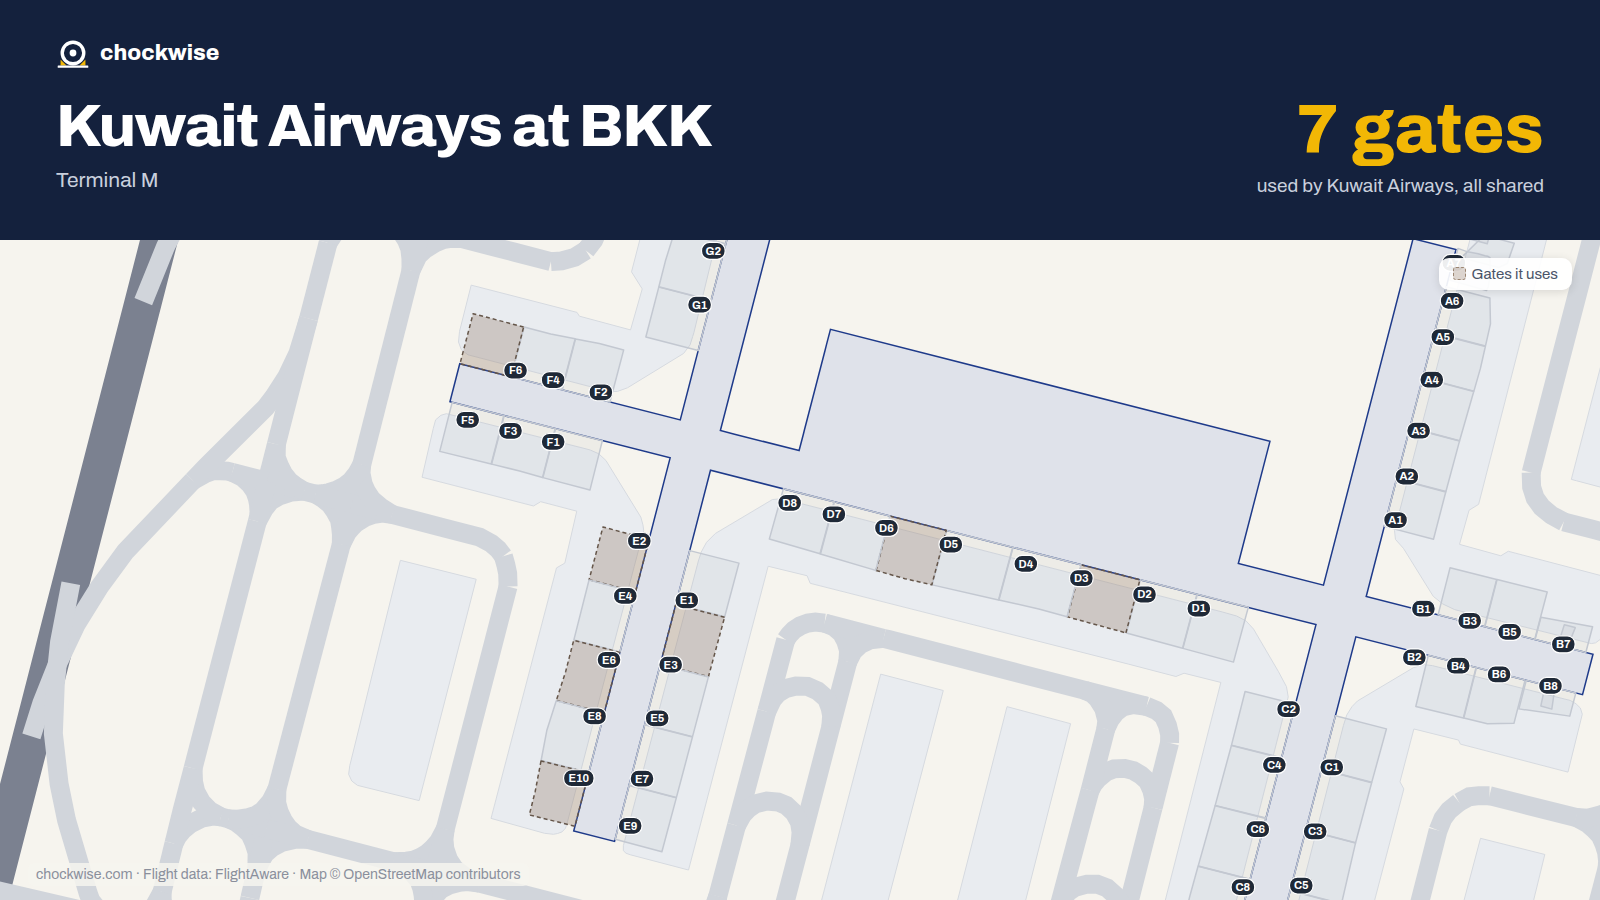 chockwise
Kuwait Airways at BKK
Terminal M
7 gates
used by Kuwait Airways, all shared
Gates it uses
G2
G1
A6
A5
A4
A3
A2
A1
F6
F4
F2
F5
F3
F1
D8
D7
D6
D5
D4
D3
D2
D1
E2
E4
E1
E6
E3
E8
E5
E10
E7
E9
B1
B3
B5
B7
B2
B4
B6
B8
C2
C4
C1
C6
C3
C8
C5
chockwise.com · Flight data: FlightAware · Map © OpenStreetMap contributors